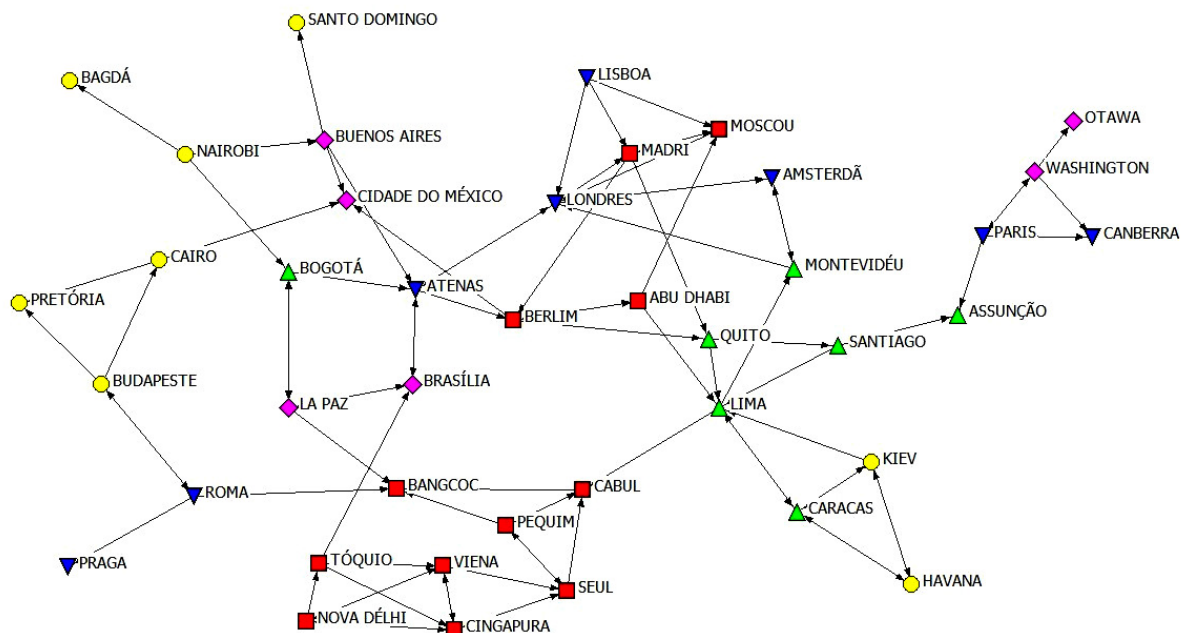 SANTO DOMINGO
BAGDÁ
LISBOA
MOSCOU
OTAWA
BUENOS AIRES
NAIROBI
MADRI
WASHINGTON
AMSTERDÃ
CIDADE DO MÉXICO
LONDRES
PARIS
CANBERRA
CAIRO
BOGOTÁ
MONTEVIDÉU
ATENAS
PRETÓRIA
ABU DHABI
BERLIM
ASSUNÇÃO
QUITO
SANTIAGO
BUDAPESTE
BRASÍLIA
LA PAZ
LIMA
KIEV
ROMA
BANGCOC
CABUL
CARACAS
PEQUIM
PRAGA
TÓQUIO
VIENA
SEUL
HAVANA
NOVA DÉLHI
CINGAPURA